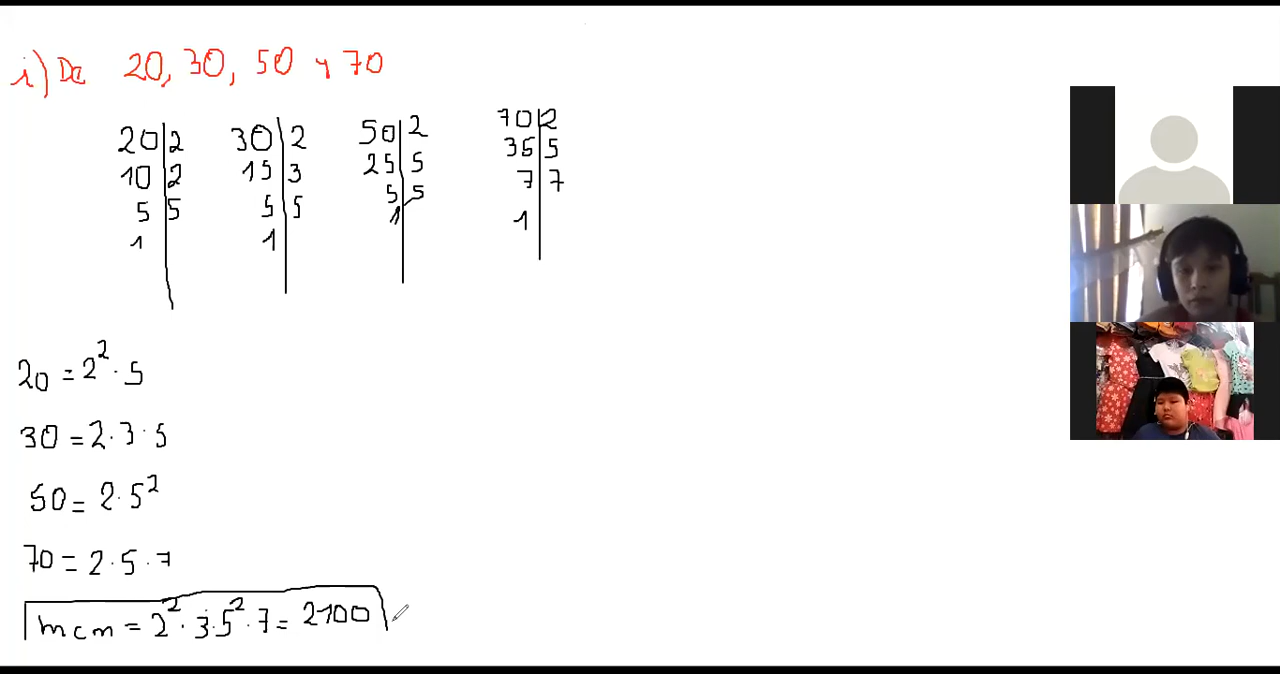 i) De 20, 30, 50 y 70
20 2 30 2 50 2 70 2
10 2 15 3 25 5 35 5
5 5 5 5 5 5 7 7
1 1 1 1
20 = 2² · 5
30 = 2 · 3 · 5
50 = 2 · 5²
70 = 2 · 5 · 7
mcm = 2² · 3 · 5² · 7 = 2100